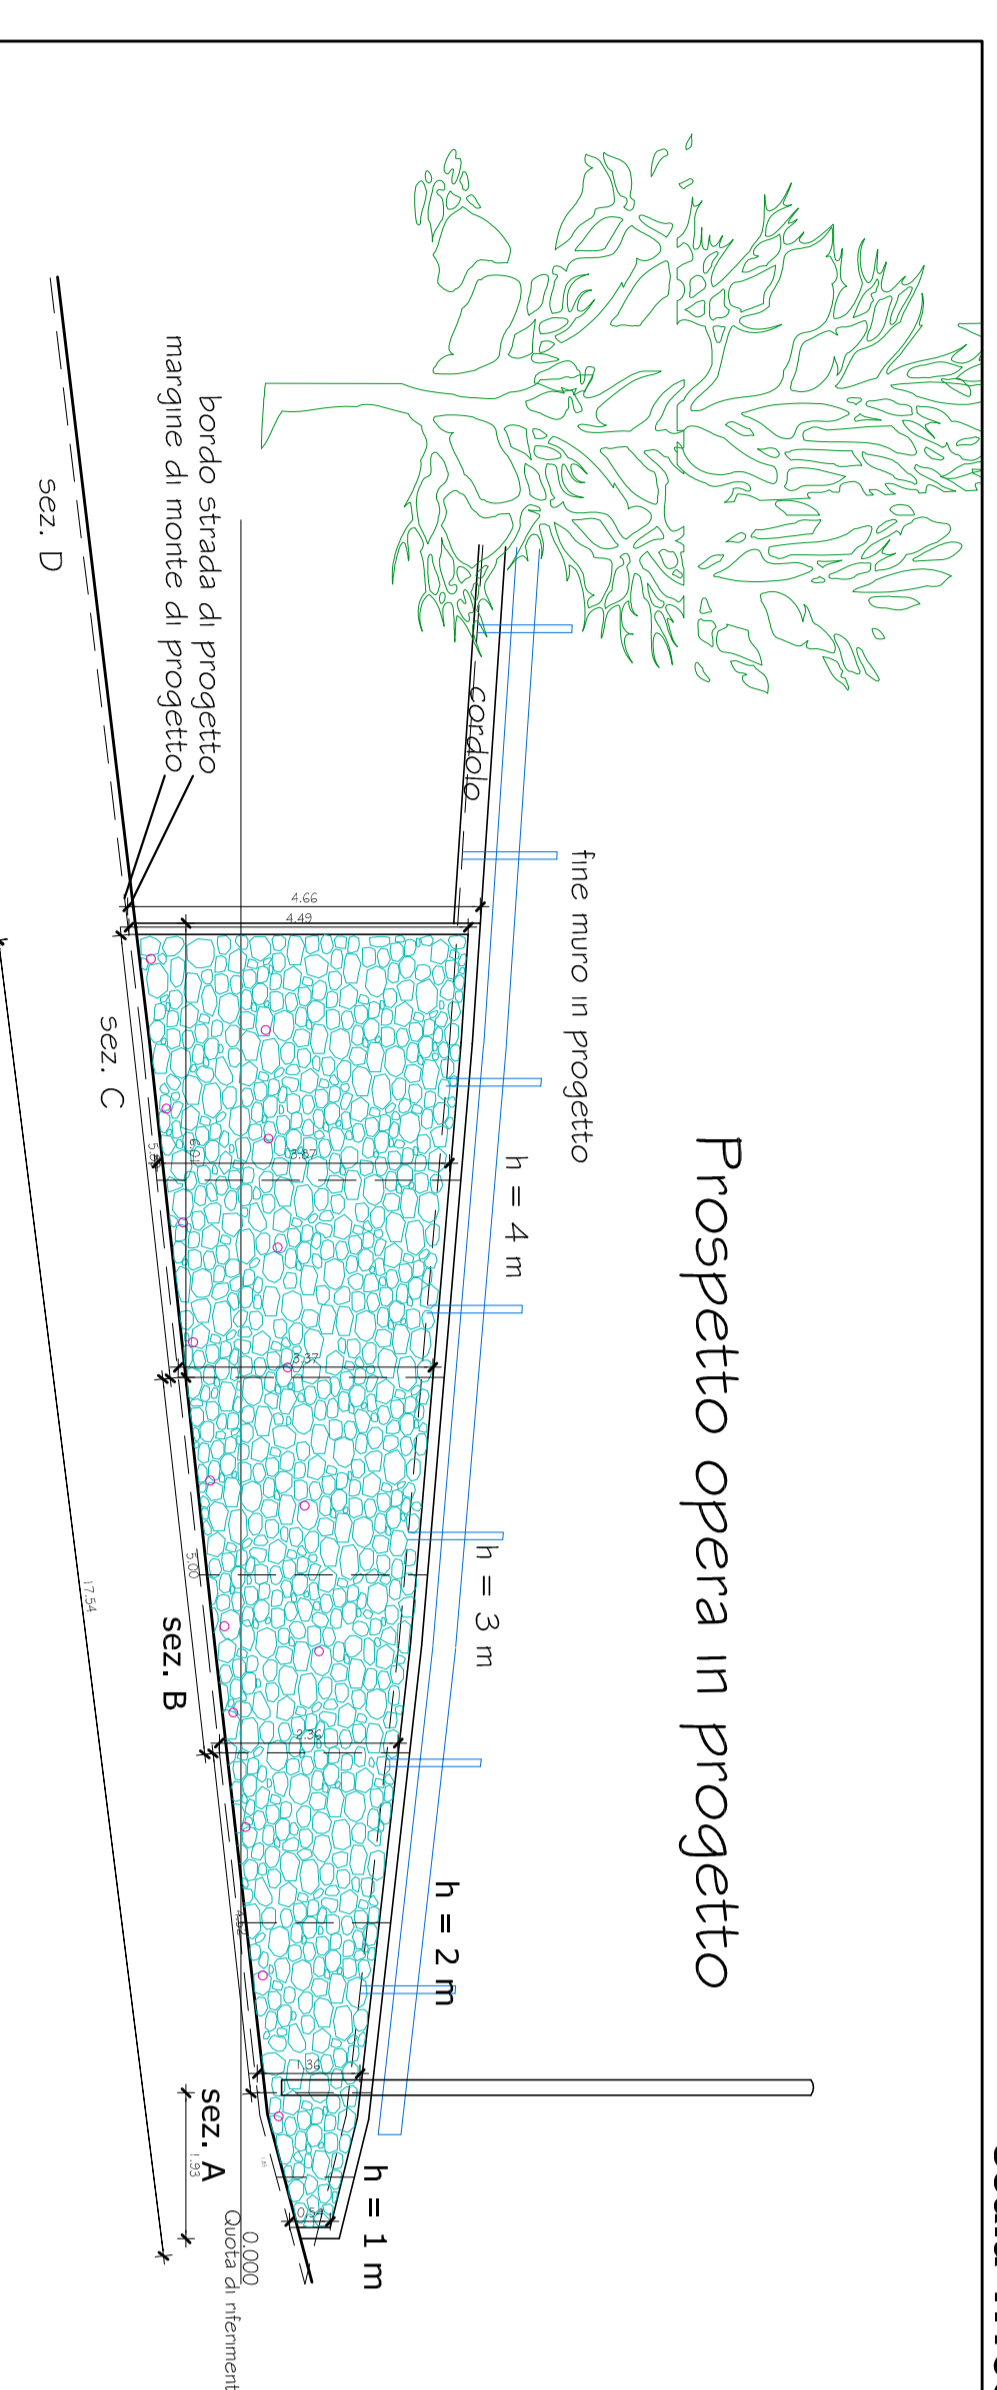 Prospetto opera in progetto
fine muro in progetto
cordolo
h = 4 m
h = 3 m
h = 2 m
h = 1 m
bordo strada di progetto
margine di monte di progetto
sez. D
sez. C
sez. B
sez. A
4.66
4.49
3.87
3.37
2.36
1.36
0.54
5.00
1.93
17.54
0.000
Quota di riferiment